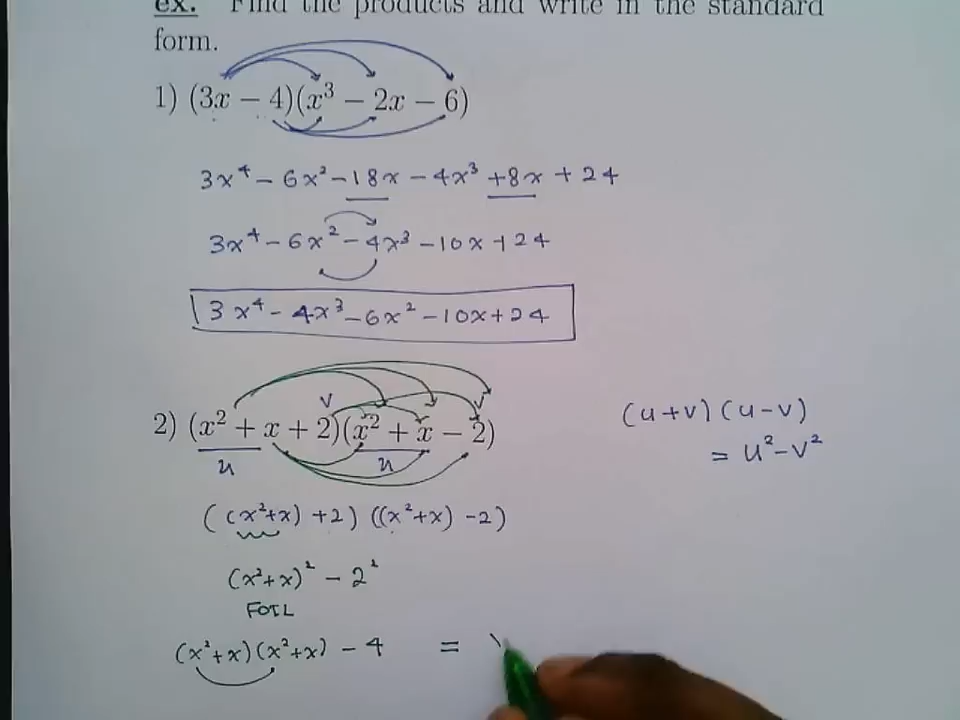 ex. Find the products and write in the standard
form.
1) (3x − 4)(x³ − 2x − 6)
3x⁴ − 6x² − 18x − 4x³ + 8x + 24
3x⁴ − 6x² − 4x³ − 10x + 24
3x⁴ − 4x³ − 6x² − 10x + 24
v v
2) (x² + x + 2)(x² + x − 2)
u u
(u+v)(u−v)
= u² − v²
((x²+x) + 2)((x²+x) − 2)
(x²+x)² − 2²
FOIL
(x²+x)(x²+x) − 4 =